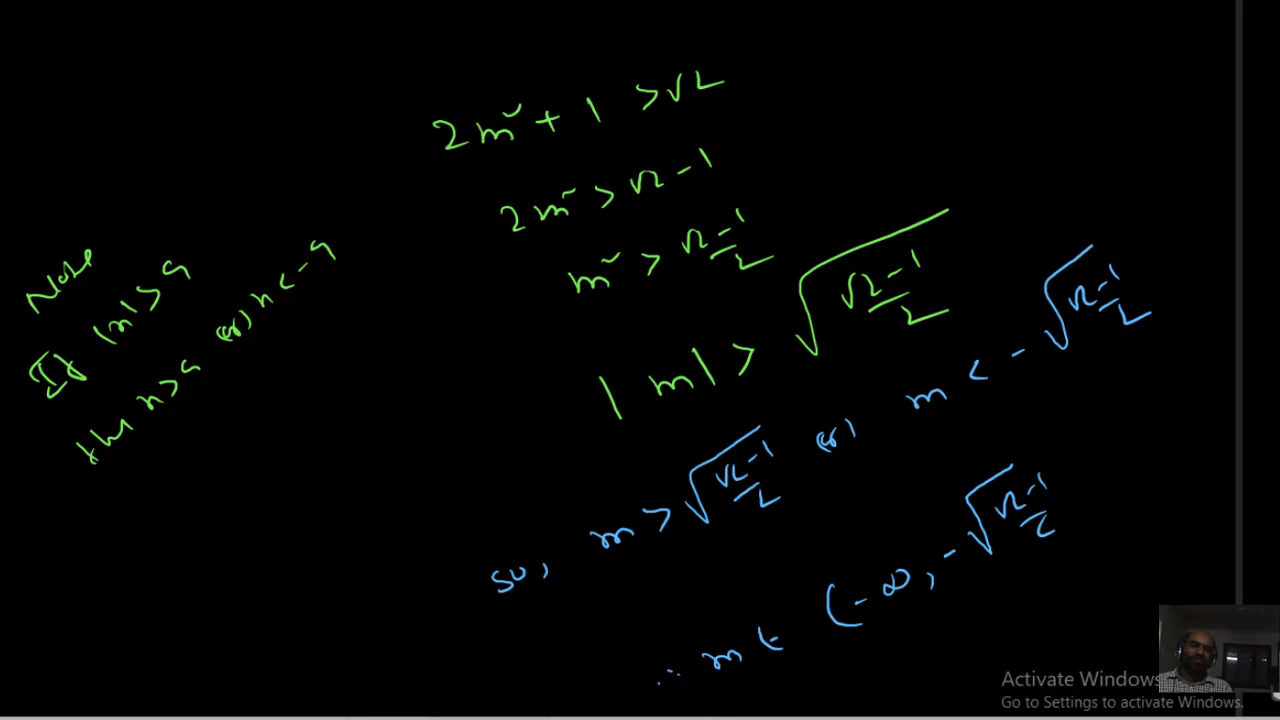 2m² + 1 > √2
2m² > √2 - 1
m² > (√2 - 1)/2
|m| > √((√2 - 1)/2)
Note
If |x| > a
then x > a (or) x < -a
so, m > √((√2 - 1)/2) (or) m < -√((√2 - 1)/2)
∴ m ∈ (-∞, -√((√2 - 1)/2)
Activate Windows
Go to Settings to activate Windows.